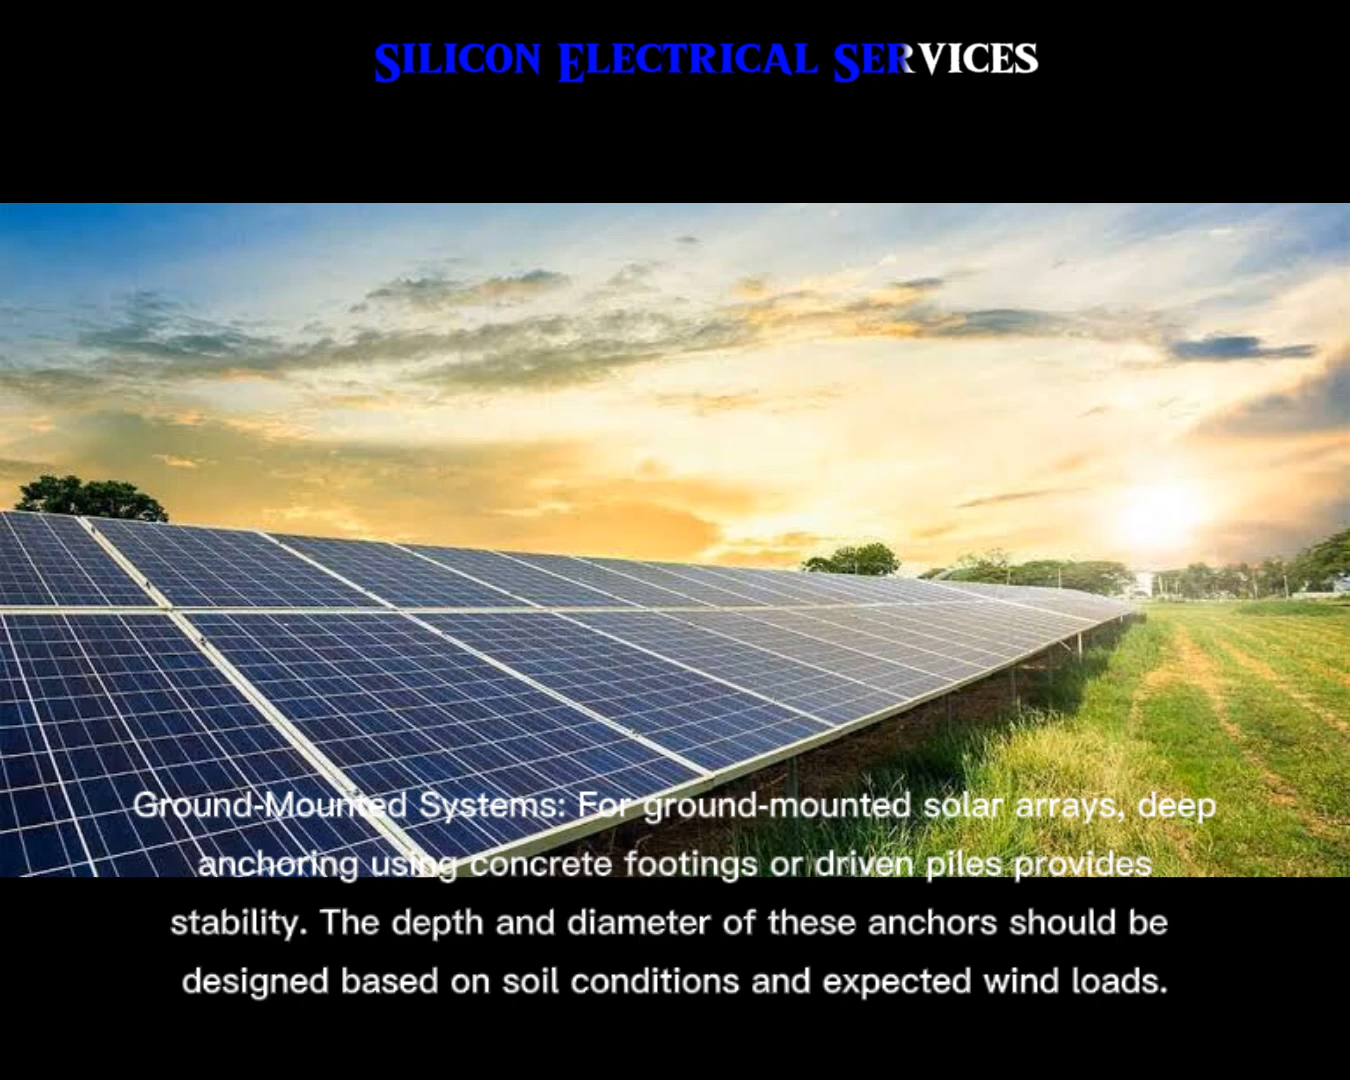 Silicon Electrical Services
Ground-Mounted Systems: For ground-mounted solar arrays, deep
anchoring using concrete footings or driven piles provides
stability. The depth and diameter of these anchors should be
designed based on soil conditions and expected wind loads.